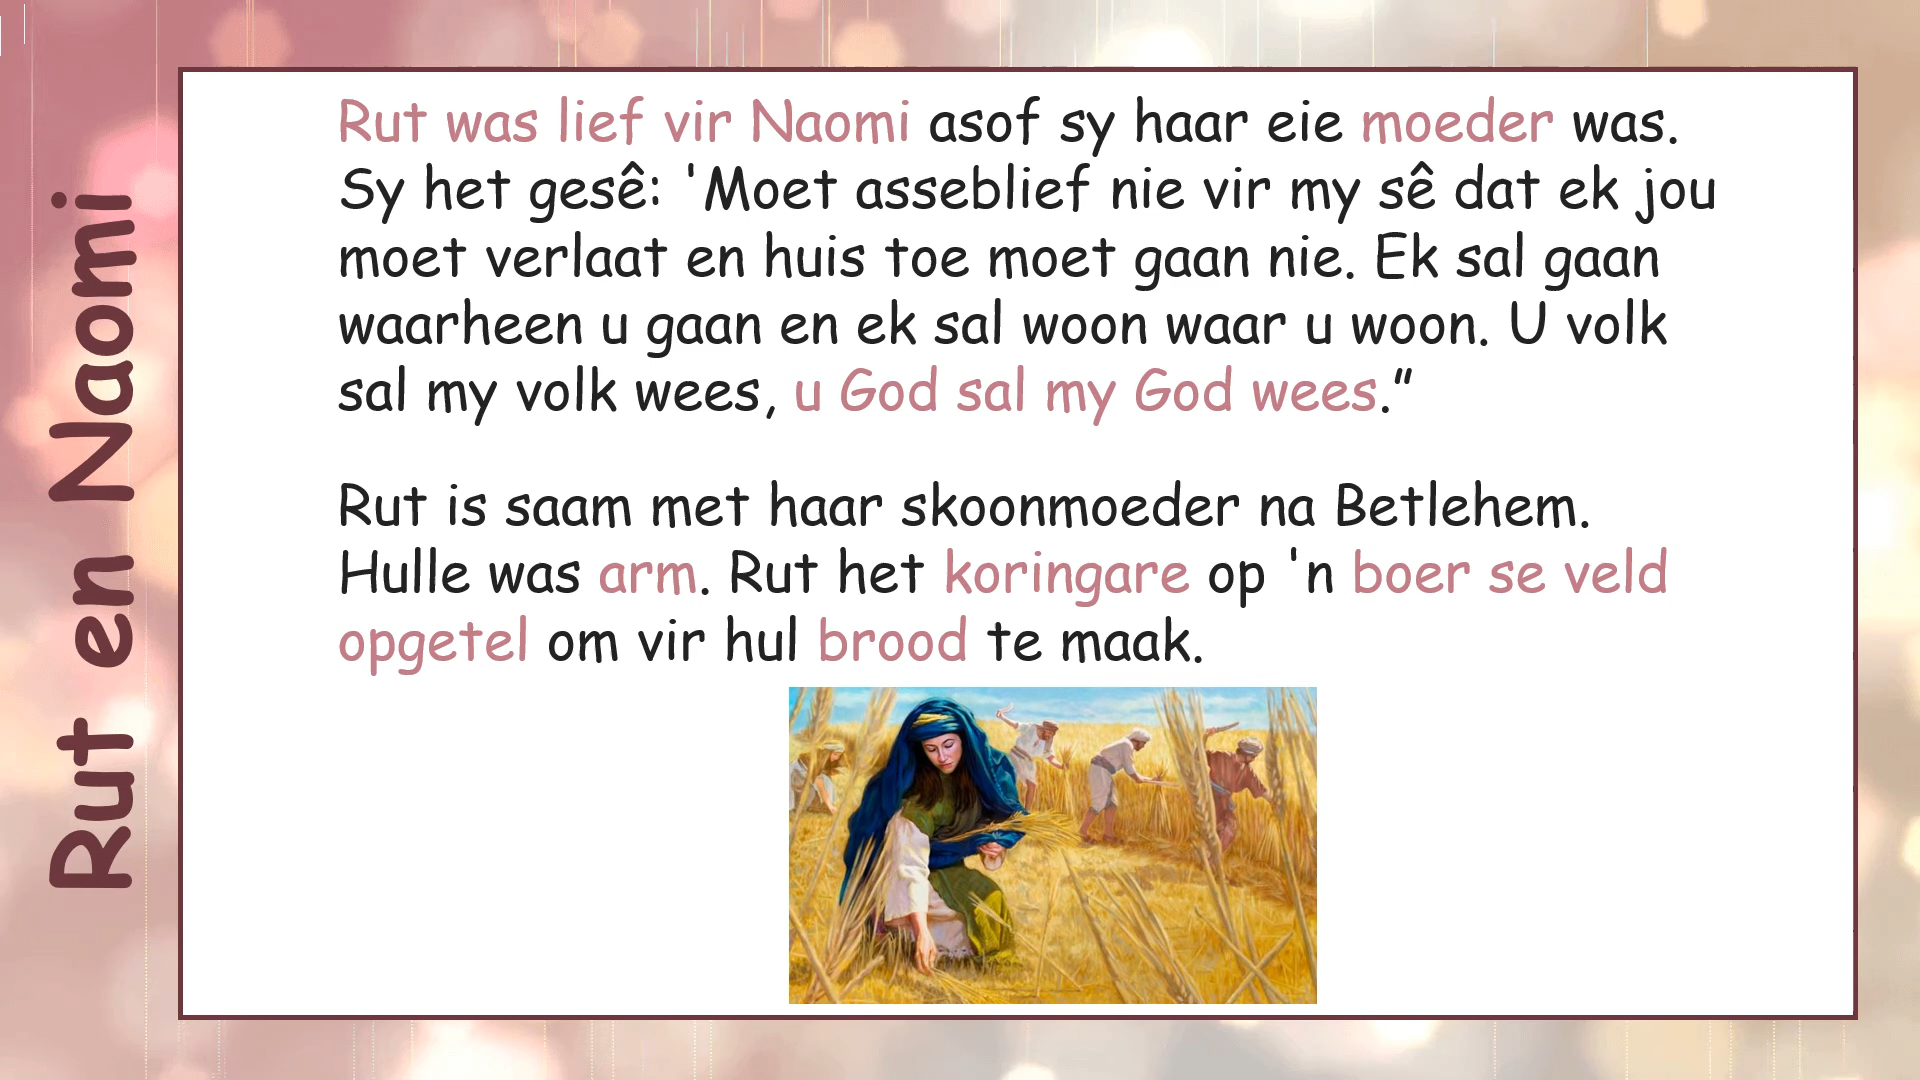 Rut en Naomi
Rut was lief vir Naomi asof sy haar eie moeder was.
Sy het gesê: 'Moet asseblief nie vir my sê dat ek jou
moet verlaat en huis toe moet gaan nie. Ek sal gaan
waarheen u gaan en ek sal woon waar u woon. U volk
sal my volk wees, u God sal my God wees.”
Rut is saam met haar skoonmoeder na Betlehem.
Hulle was arm. Rut het koringare op 'n boer se veld
opgetel om vir hul brood te maak.